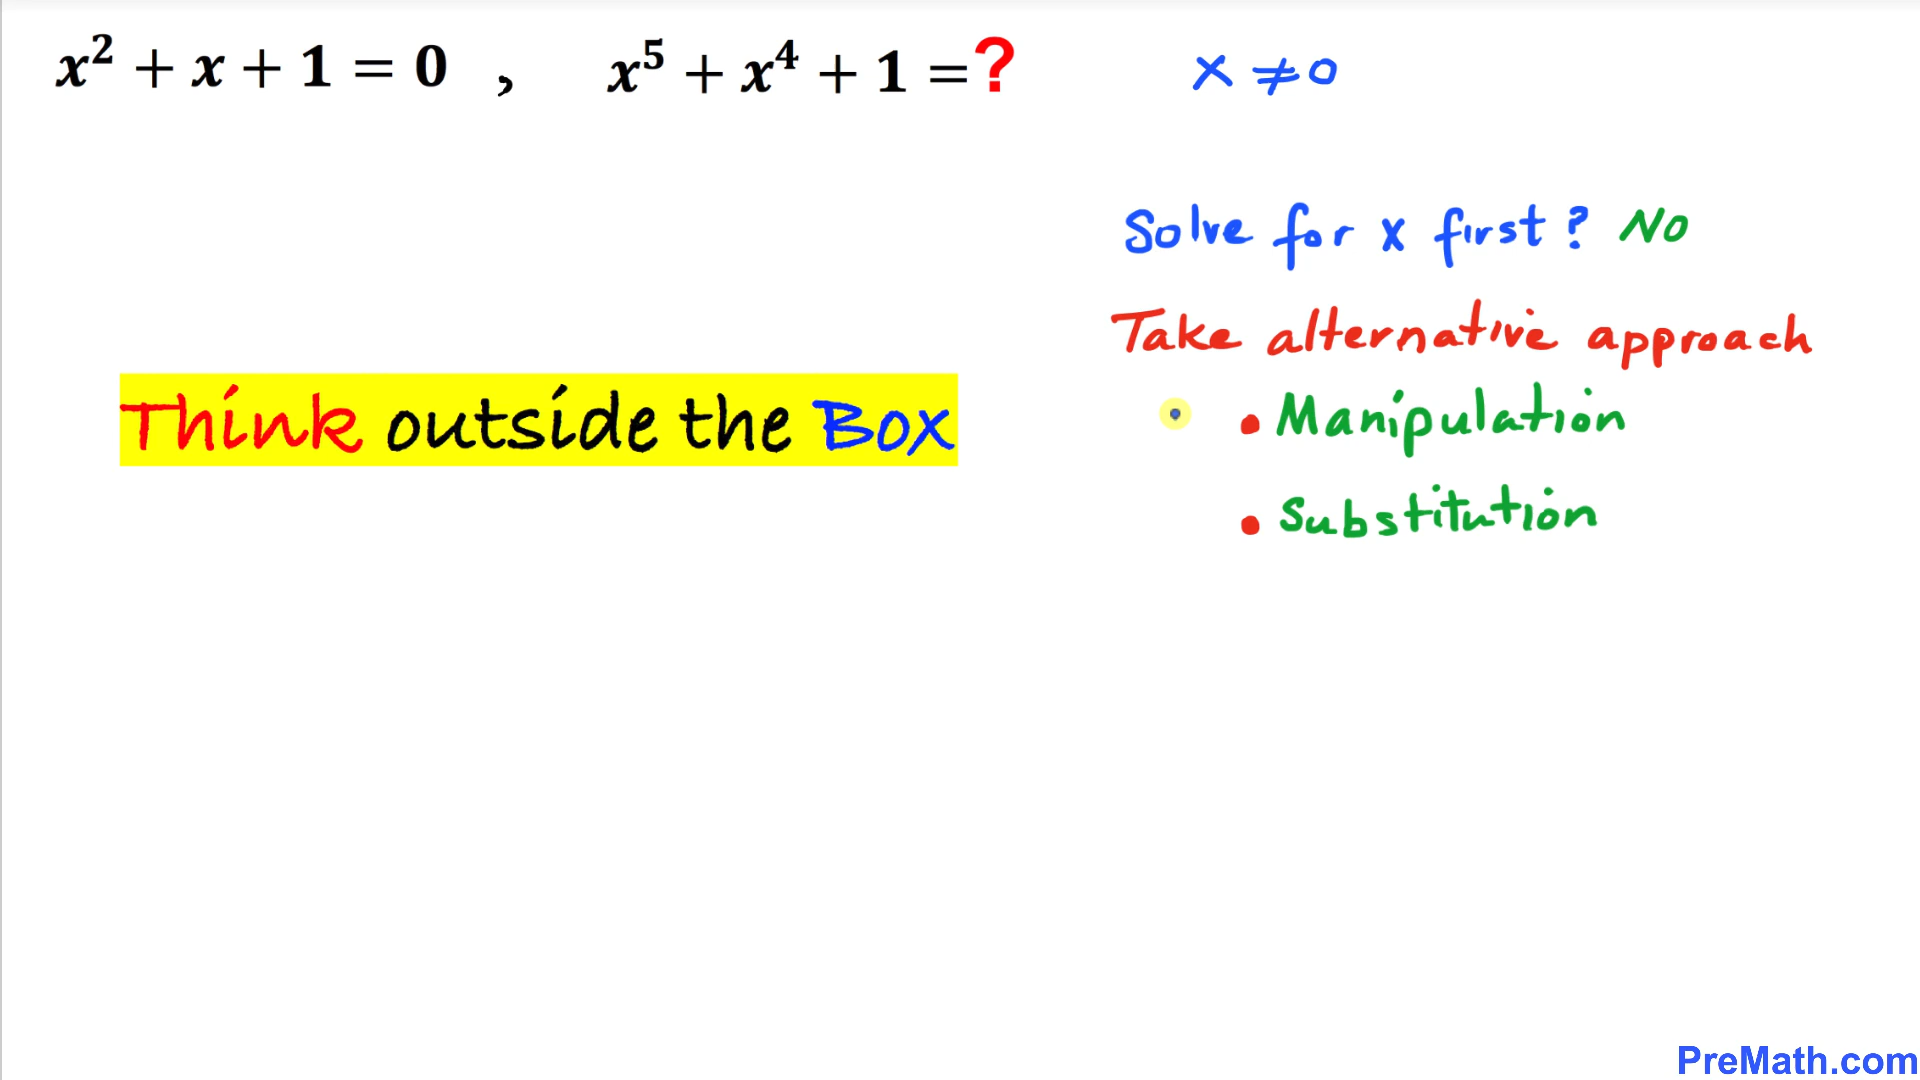 x² + x + 1 = 0 , x⁵ + x⁴ + 1 = ? x ≠ 0
Solve for x first? No
Take alternative approach
Think outside the Box
• Manipulation
• Substitution
PreMath.com